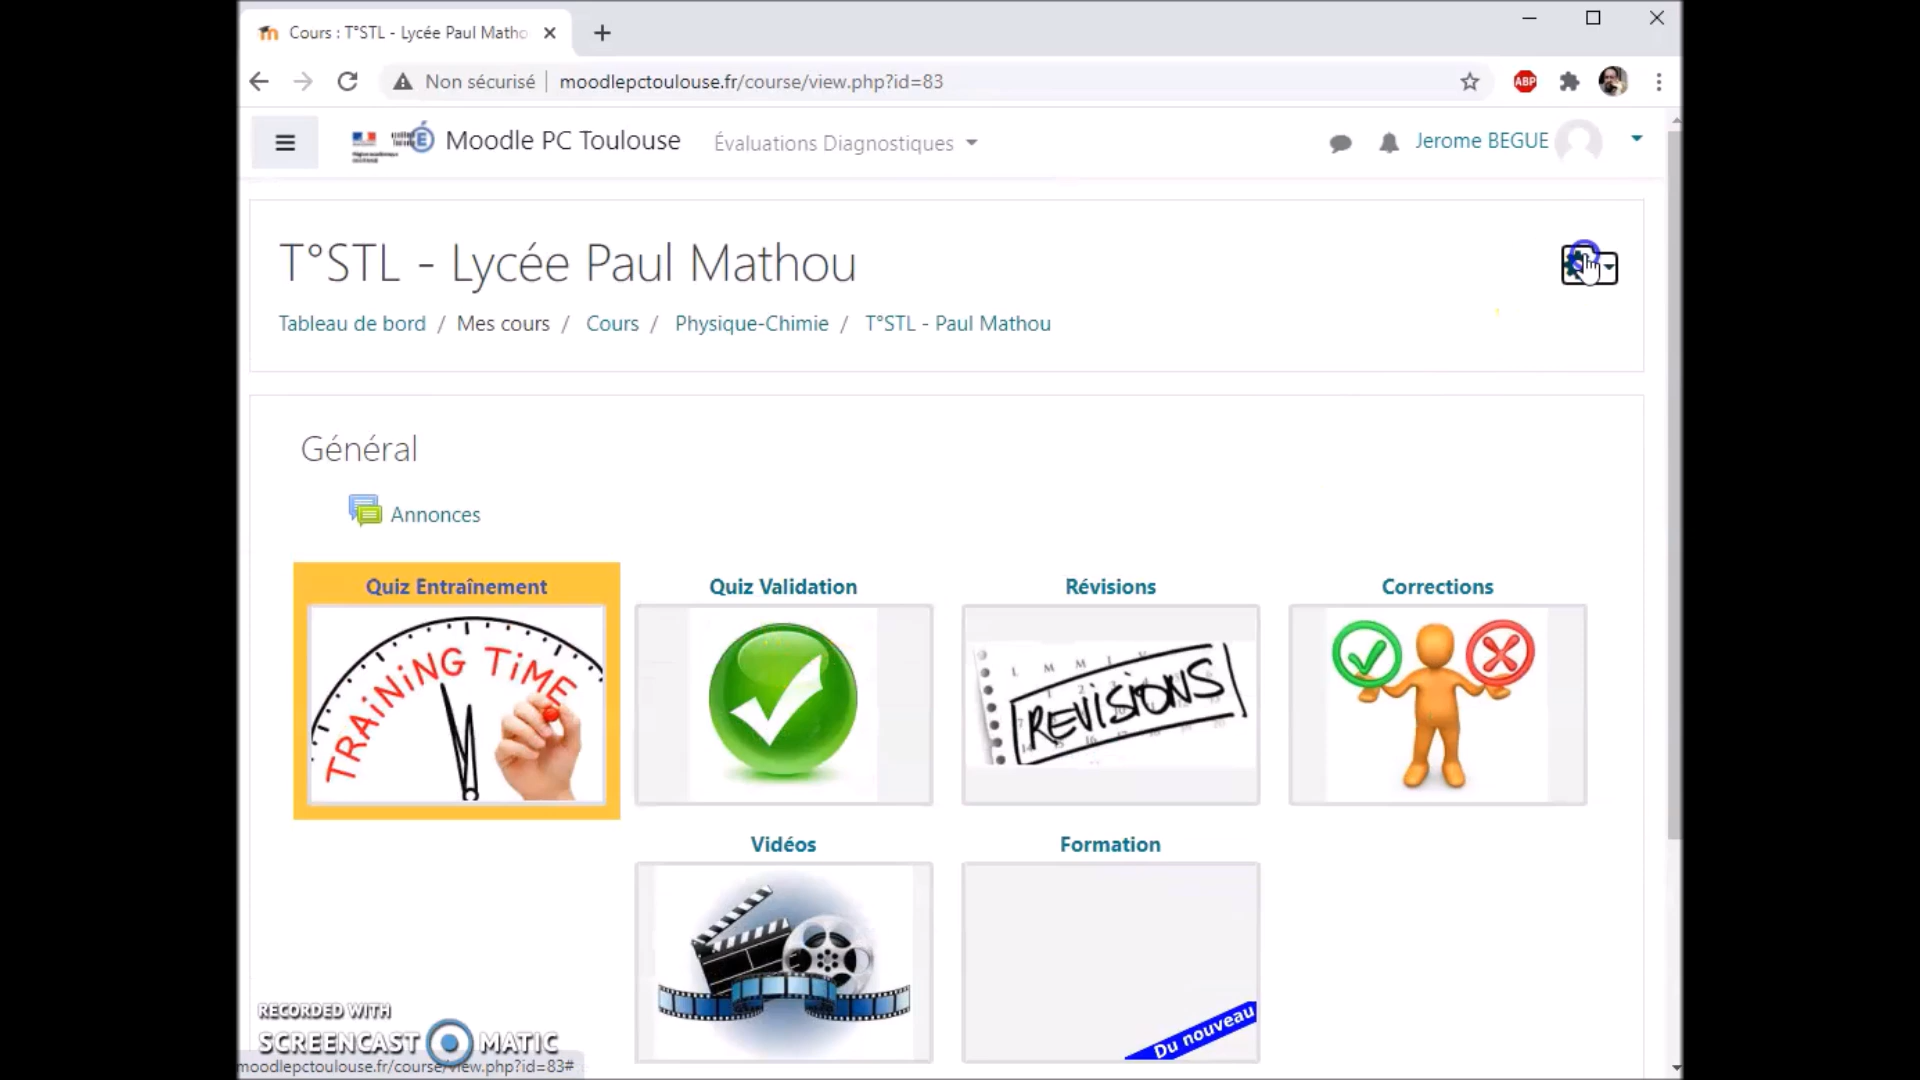 Cours : T°STL - Lycée Paul Matho
Non sécurisé
moodlepctoulouse.fr/course/view.php?id=83
ABP
Moodle PC Toulouse
Évaluations Diagnostiques
Jerome BEGUE
T°STL - Lycée Paul Mathou
Tableau de bord / Mes cours / Cours / Physique-Chimie / T°STL - Paul Mathou
Général
Annonces
Quiz Entraînement
Quiz Validation
Révisions
Corrections
TRAINING TIME
L M M J V
REVISIONS
Vidéos
Formation
Du nouveau
RECORDED WITH
SCREENCAST MATIC
moodlepctoulouse.fr/course/view.php?id=83#